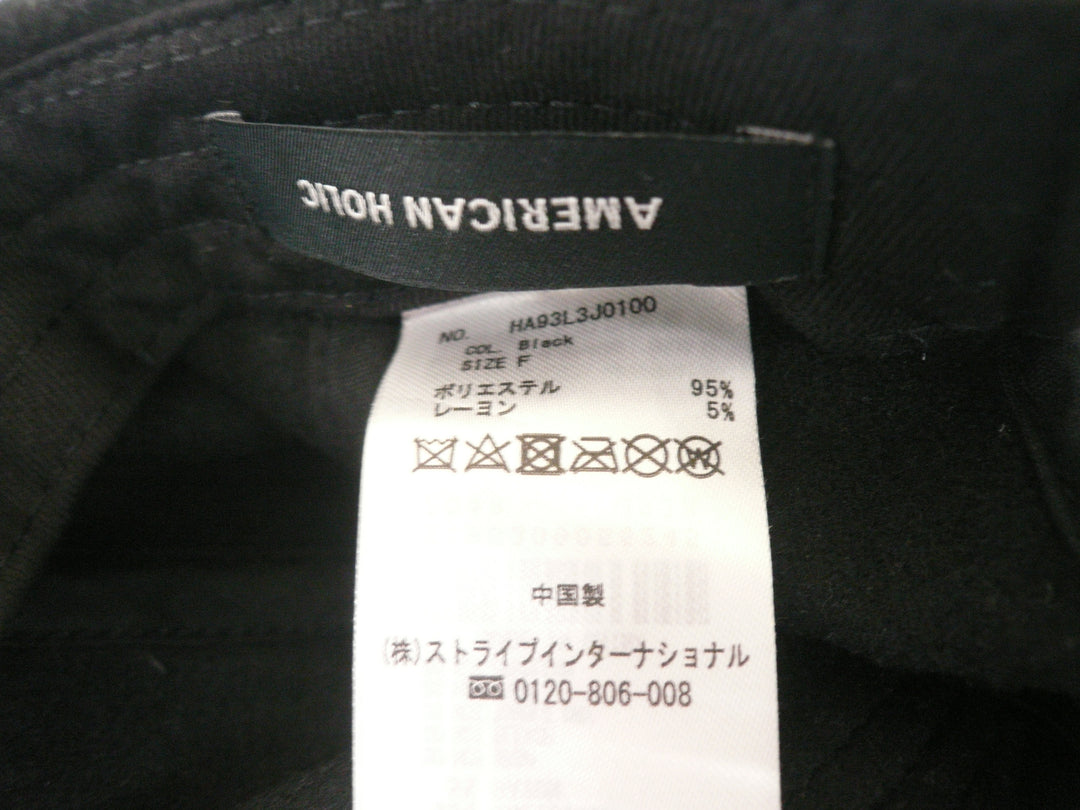 AMERICAN HOLIC
NO. HA93L3J0100
COL. Black
SIZE F
ポリエステル 95%
レーヨン 5%
中国製
(株)ストライプインターナショナル
0120-806-008